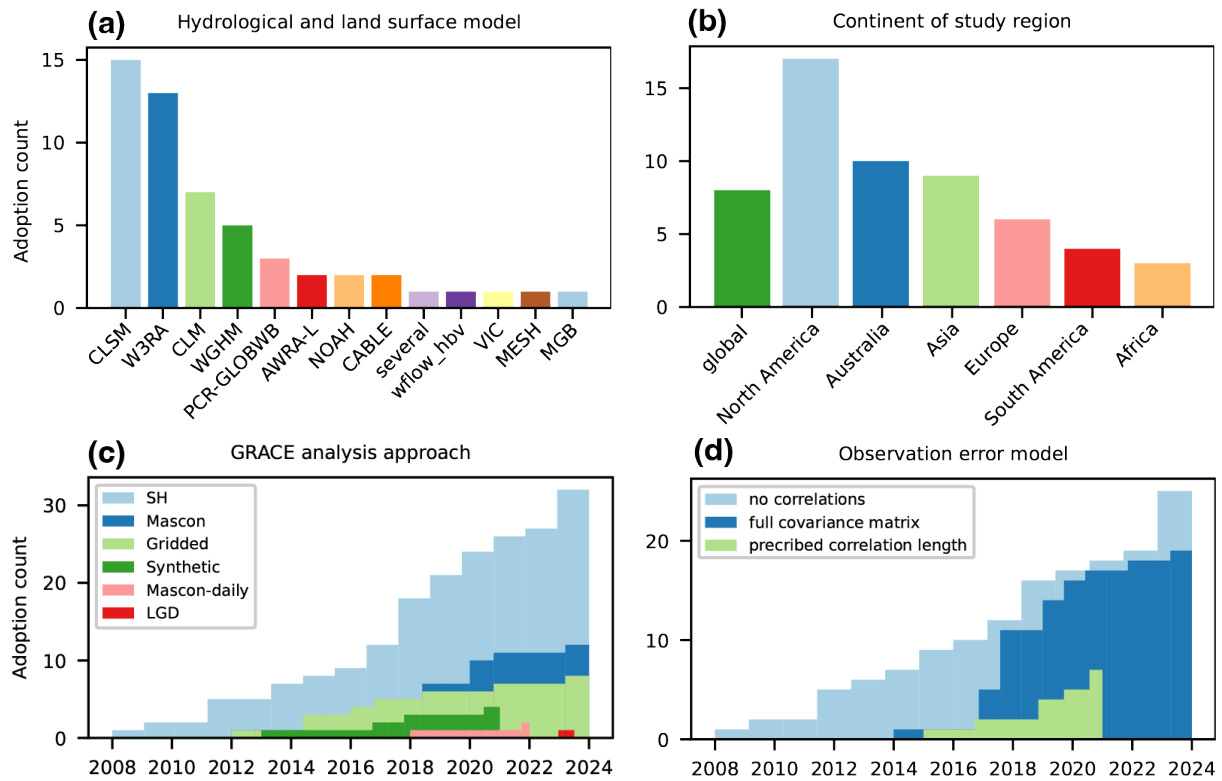 (a) Hydrological and land surface model
Adoption count
15
10
5
0
CLSM
W3RA
CLM
WGHM
PCR-GLOBWB
AWRA-L
NOAH
CABLE
several
wflow_hbv
VIC
MESH
MGB
(b) Continent of study region
15
10
5
0
global
North America
Australia
Asia
Europe
South America
Africa
(c) GRACE analysis approach
Adoption count
30
20
10
0
SH
Mascon
Gridded
Synthetic
Mascon-daily
LGD
2008 2010 2012 2014 2016 2018 2020 2022 2024
(d) Observation error model
20
10
0
no correlations
full covariance matrix
precribed correlation length
2008 2010 2012 2014 2016 2018 2020 2022 2024